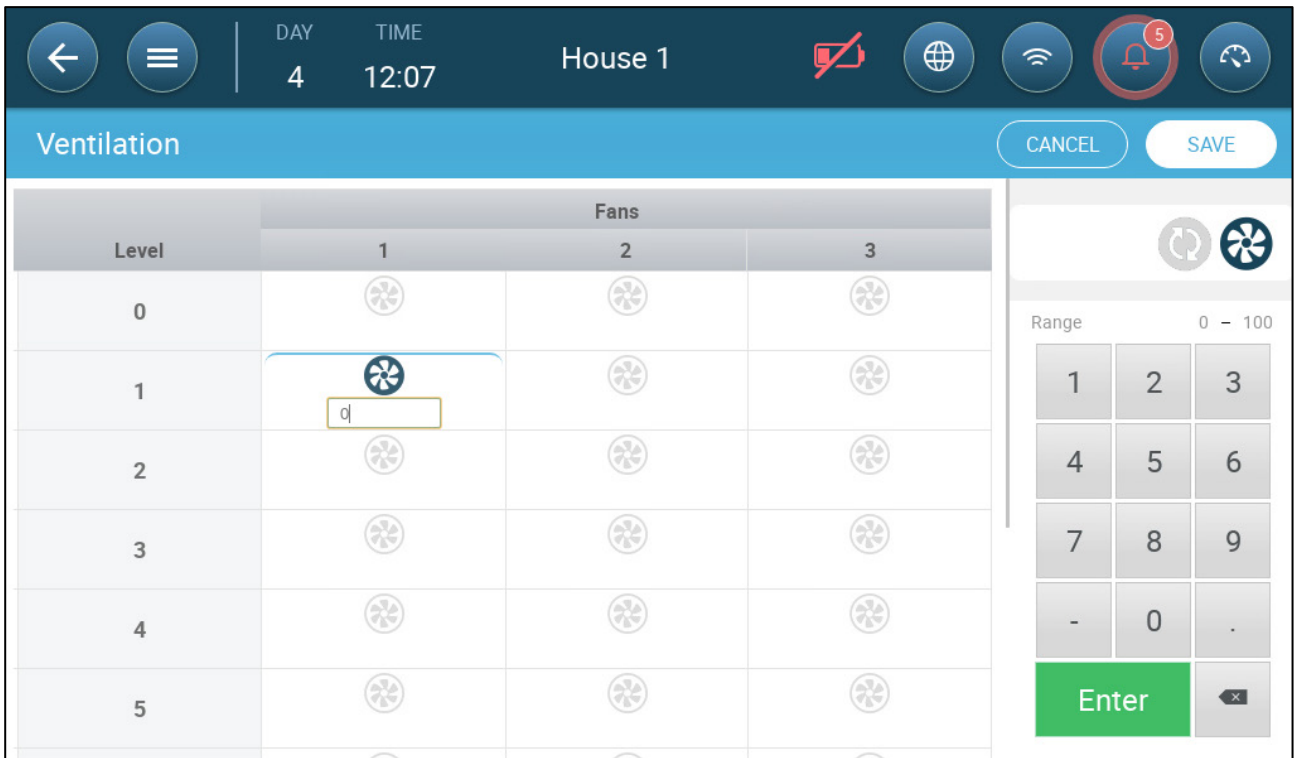 DAY TIME
4 12:07 House 1 5
Ventilation CANCEL SAVE
Fans
Level 1 2 3
0
1 0
2
3
4
5
Range 0 – 100
1 2 3
4 5 6
7 8 9
- 0 .
Enter